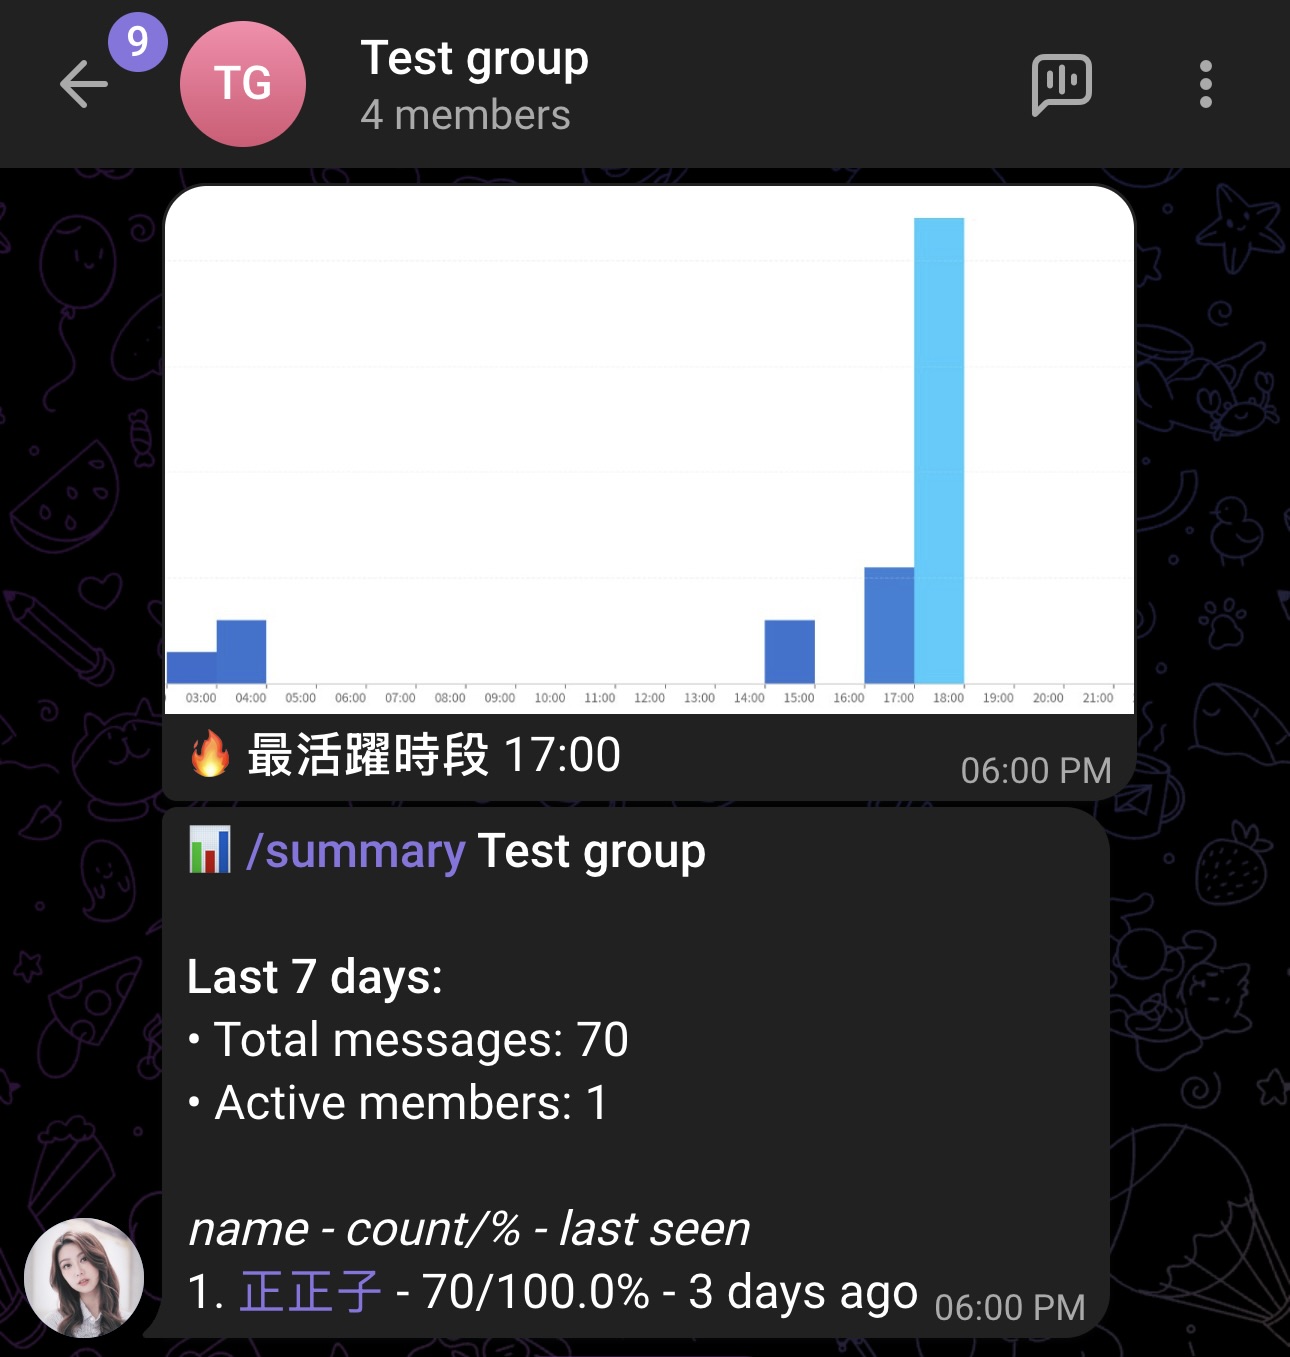 9
TG
Test group
4 members
03:00 04:00 05:00 06:00 07:00 08:00 09:00 10:00 11:00 12:00 13:00 14:00 15:00 16:00 17:00 18:00 19:00 20:00 21:00
🔥 最活躍時段 17:00
06:00 PM
📊 /summary Test group
Last 7 days:
• Total messages: 70
• Active members: 1
name - count/% - last seen
1. 正正子 - 70/100.0% - 3 days ago
06:00 PM